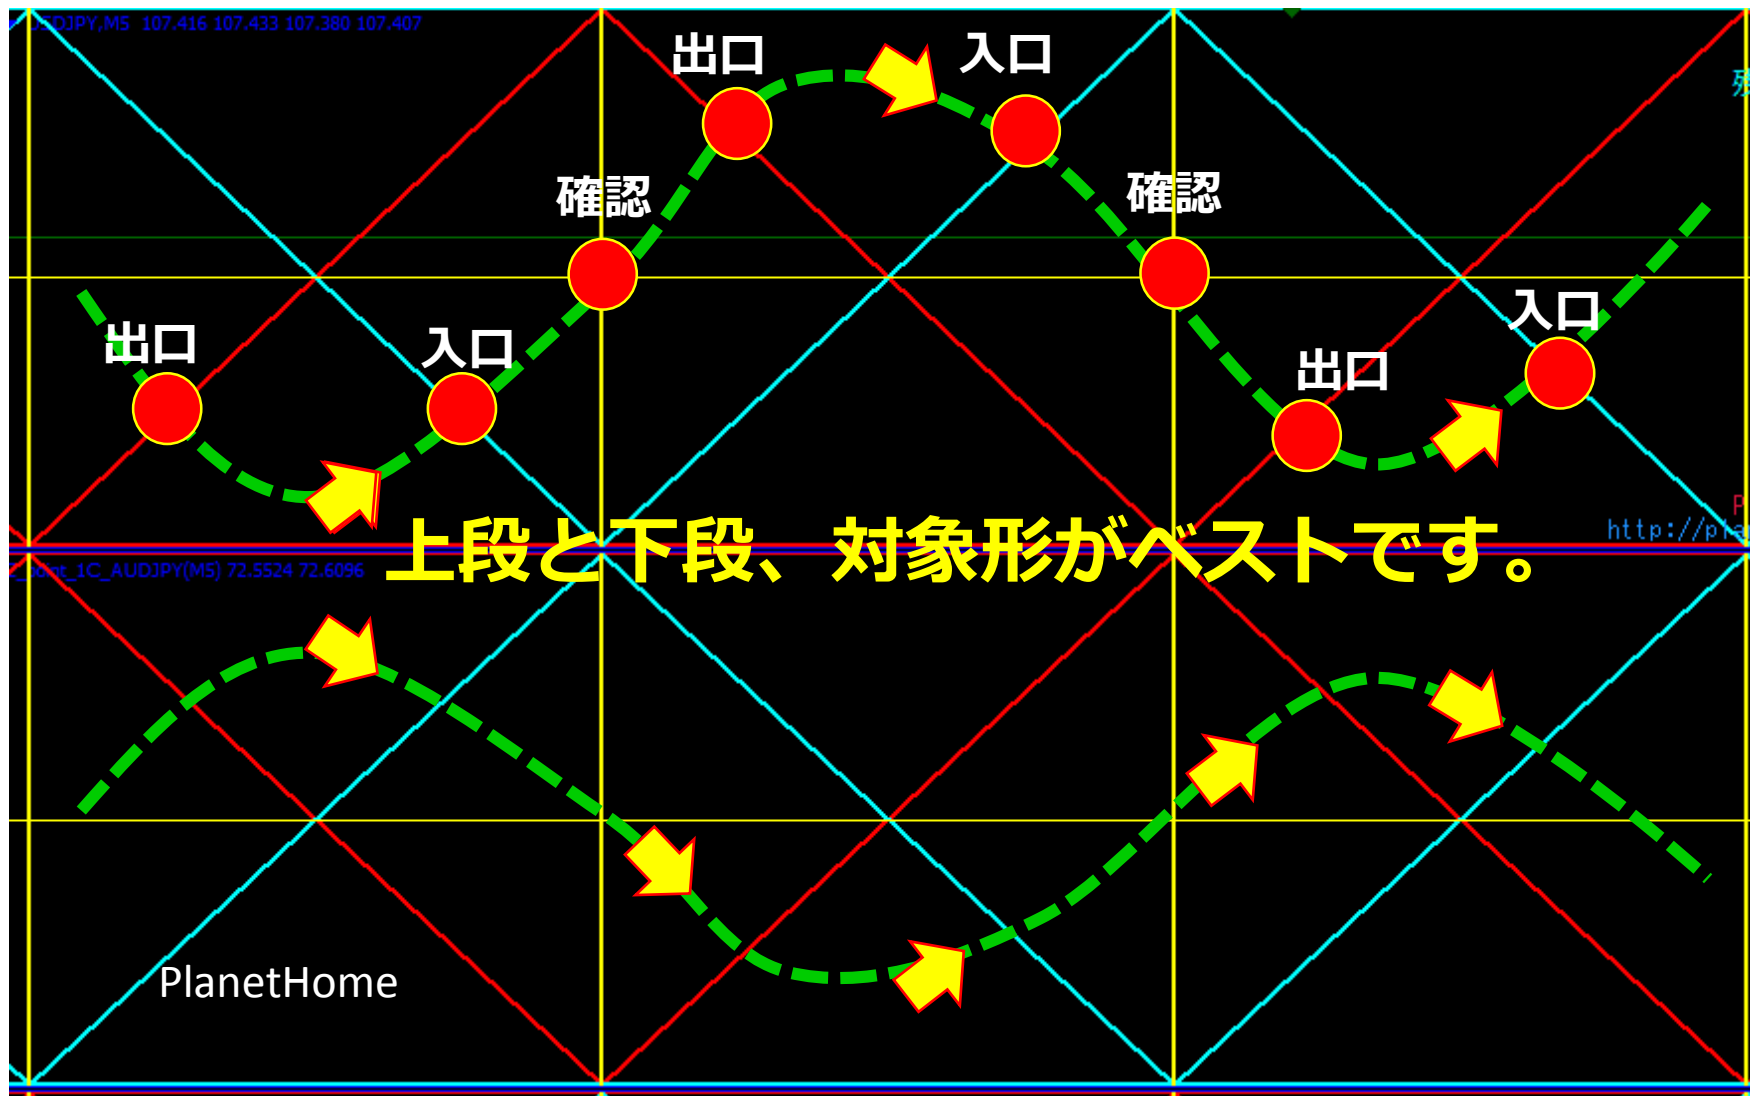 USDJPY,M5 107.416 107.433 107.380 107.407
出口
入口
確認
確認
出口
入口
出口
入口
http://pla
上段と下段、対象形がベストです。
_1C_AUDJPY(M5) 72.5524 72.6096
PlanetHome